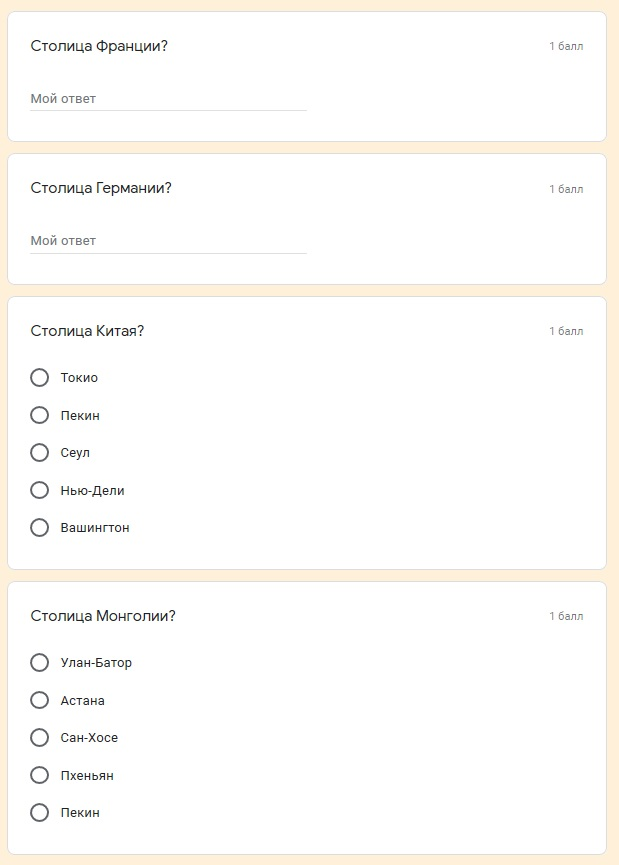 Столица Франции? 1 балл
Мой ответ
Столица Германии? 1 балл
Мой ответ
Столица Китая? 1 балл
Токио
Пекин
Сеул
Нью-Дели
Вашингтон
Столица Монголии? 1 балл
Улан-Батор
Астана
Сан-Хосе
Пхеньян
Пекин